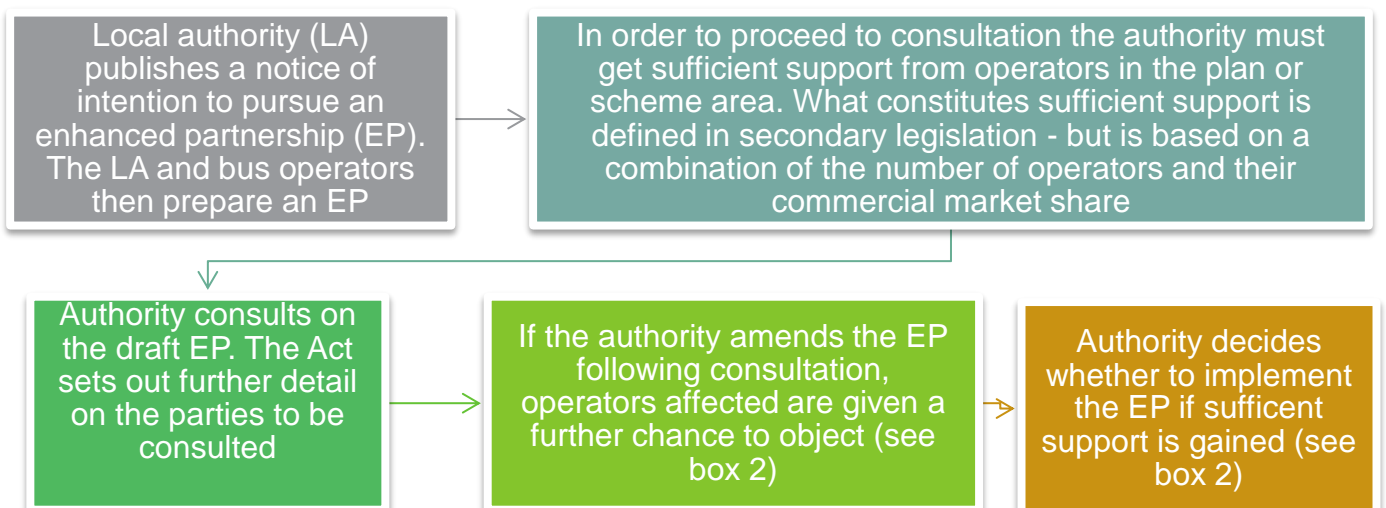 Local authority (LA)
publishes a notice of
intention to pursue an
enhanced partnership (EP).
The LA and bus operators
then prepare an EP
In order to proceed to consultation the authority must
get sufficient support from operators in the plan or
scheme area. What constitutes sufficient support is
defined in secondary legislation - but is based on a
combination of the number of operators and their
commercial market share
Authority consults on
the draft EP. The Act
sets out further detail
on the parties to be
consulted
If the authority amends the EP
following consultation,
operators affected are given a
further chance to object (see
box 2)
Authority decides
whether to implement
the EP if sufficent
support is gained (see
box 2)